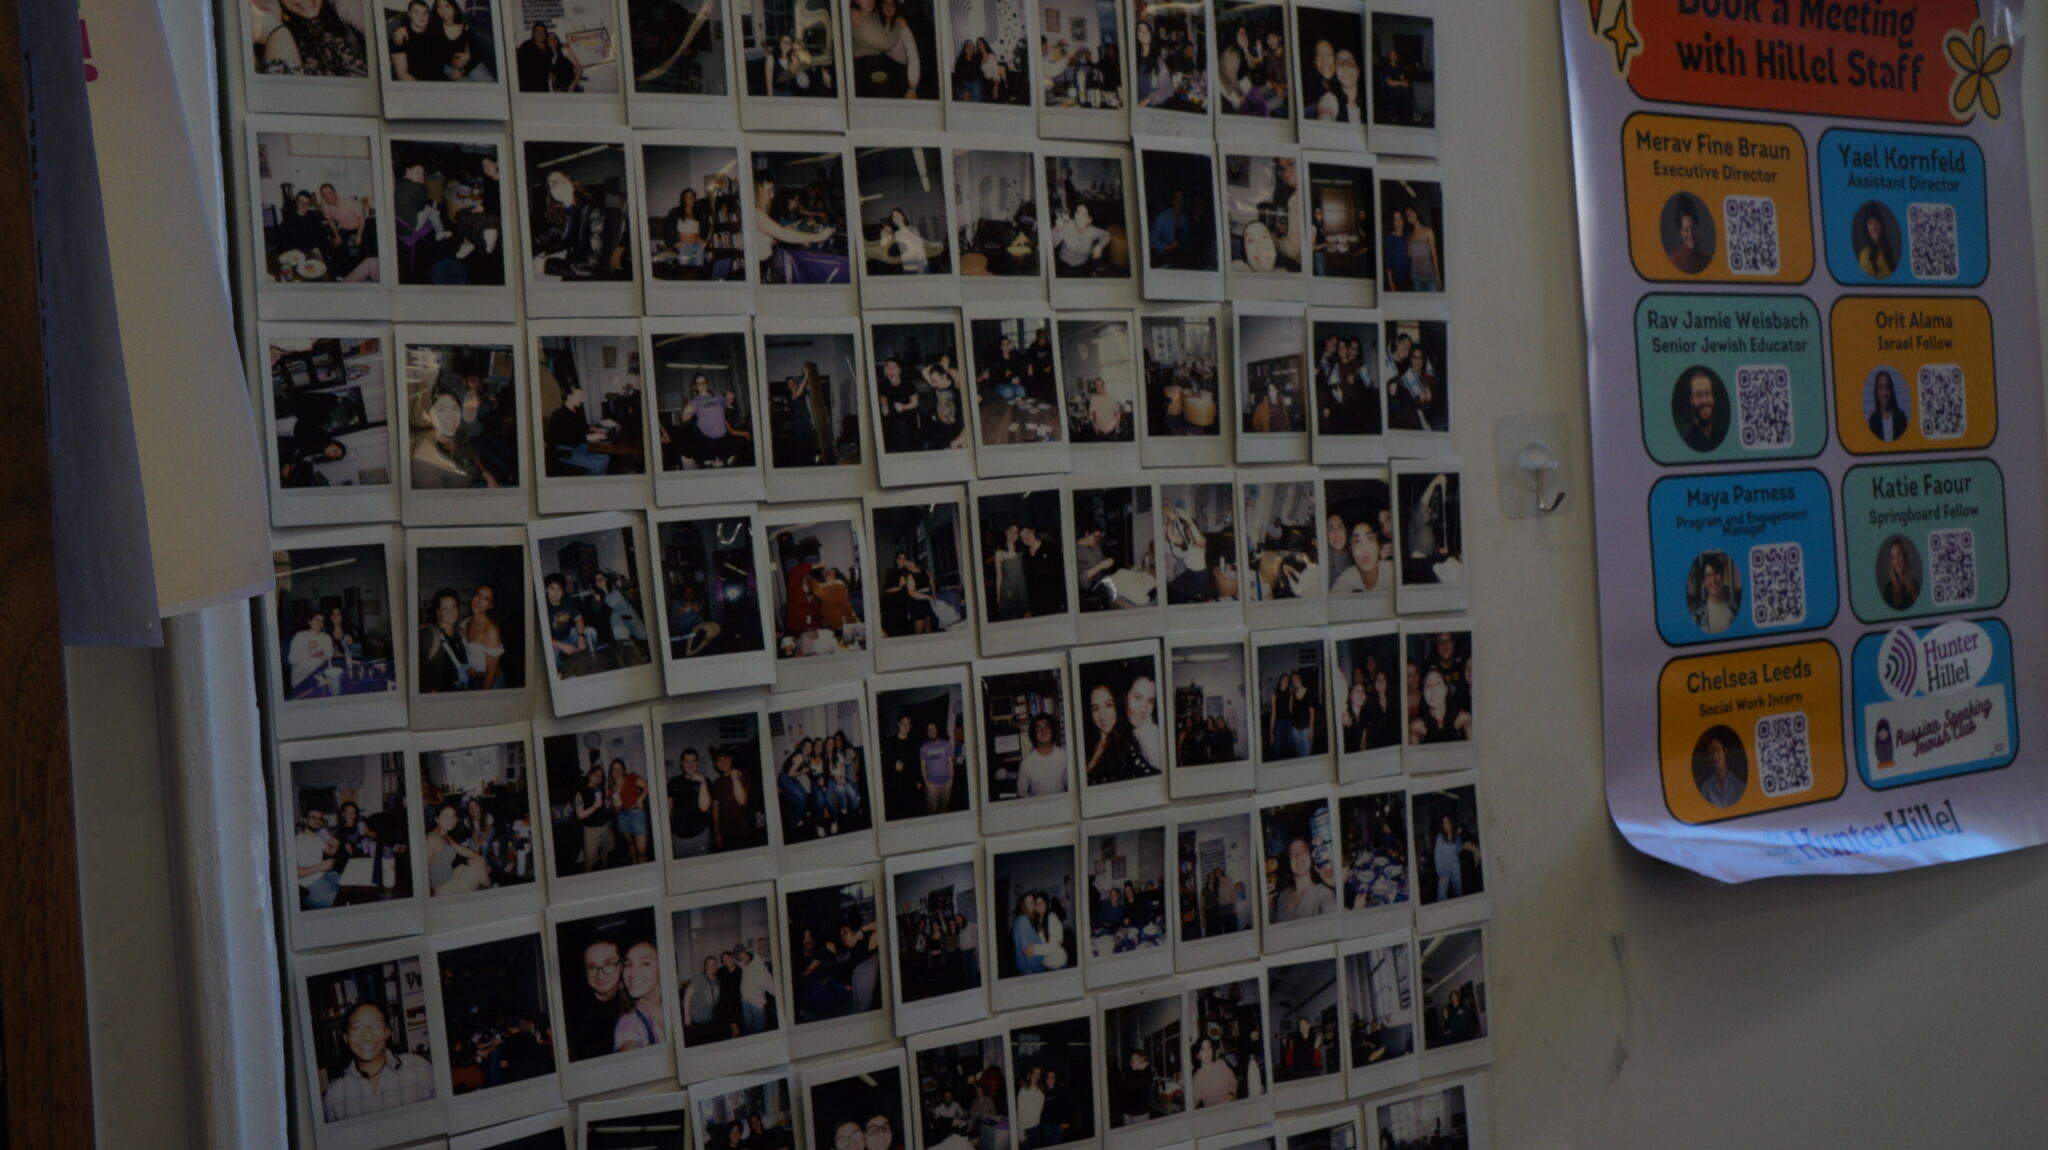 Book a Meeting
with Hillel Staff
Merav Fine Braun
Executive Director
Yael Kornfeld
Assistant Director
Rav Jamie Weisbach
Senior Jewish Educator
Orit Alama
Israel Fellow
Maya Parness
Program and Engagement
Manager
Katie Faour
Springboard Fellow
Chelsea Leeds
Social Work Intern
Hunter
Hillel
Russian Speaking
Jewish Club
HunterHillel
!